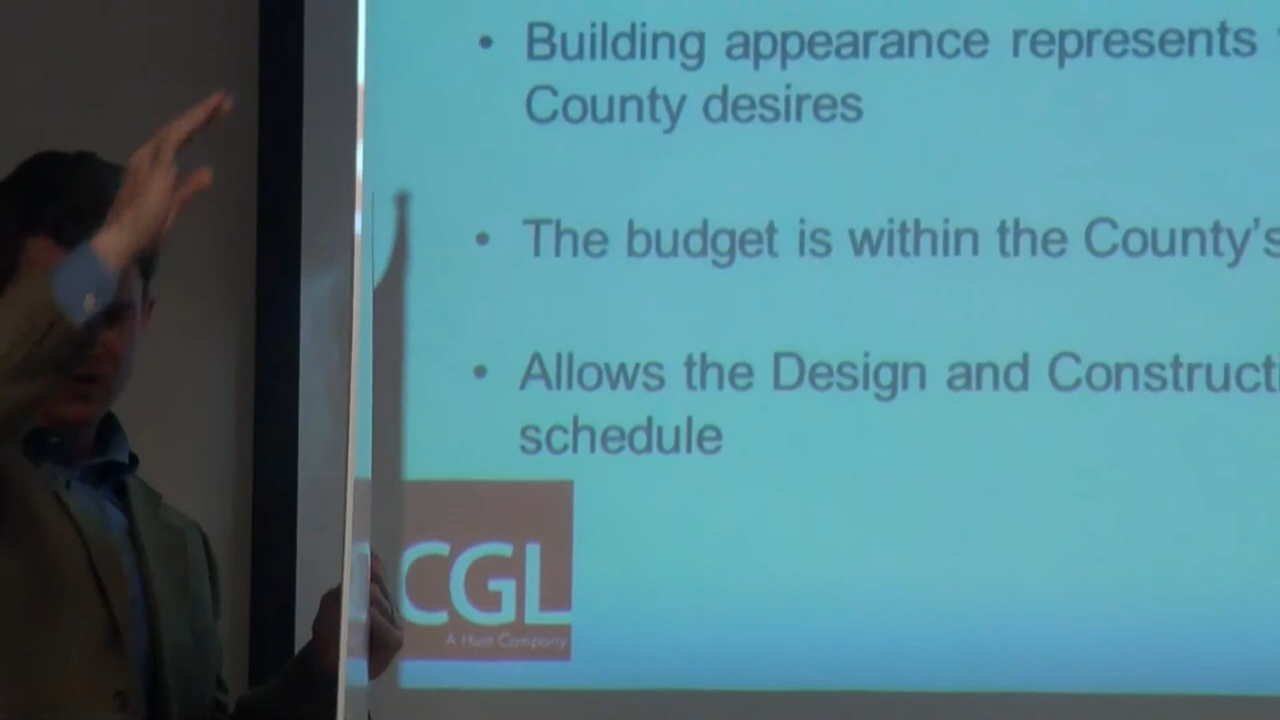 • Building appearance represents
County desires
• The budget is within the County's
• Allows the Design and Constructi
schedule
CGL
A Hunt Company